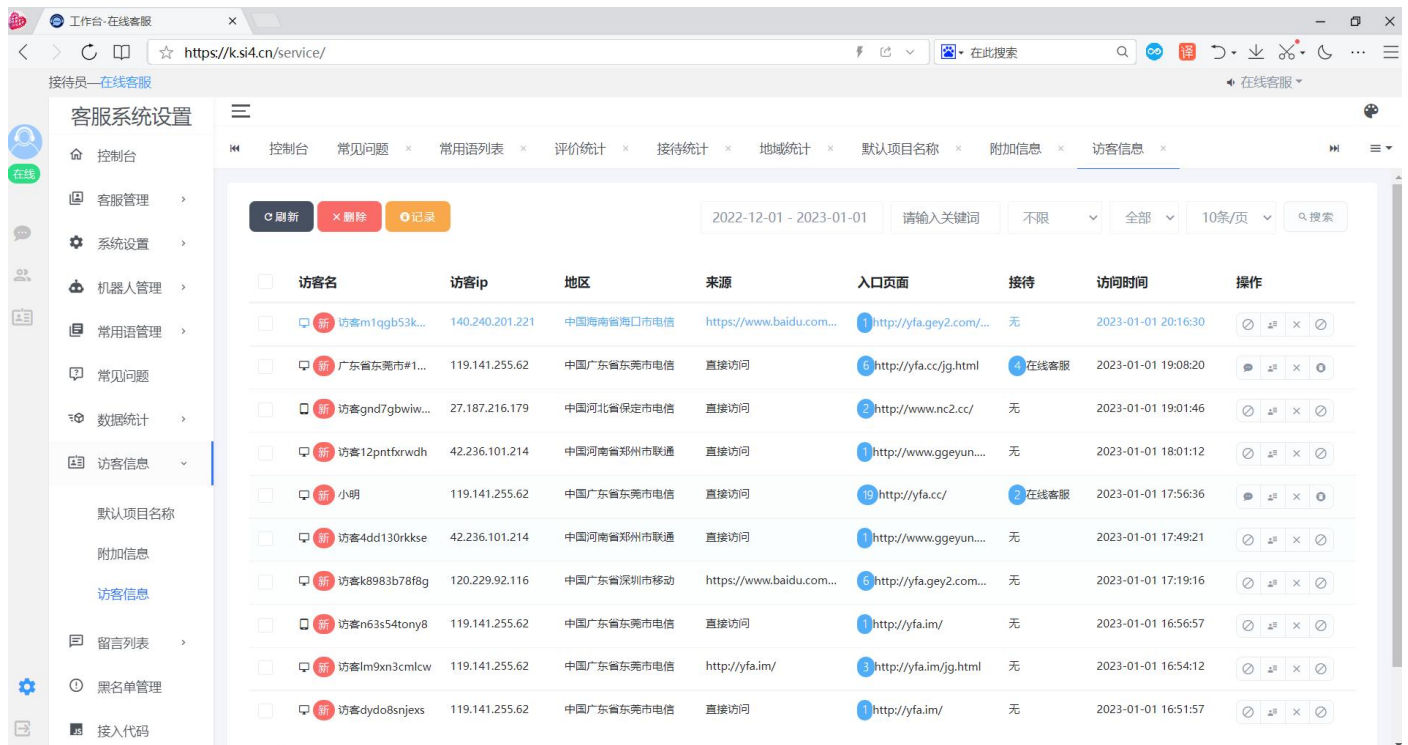 工作台-在线客服
https://k.si4.cn/service/
在此搜索
译
接待员—在线客服
在线客服
客服系统设置
在线
控制台
客服管理
系统设置
机器人管理
常用语管理
常见问题
数据统计
访客信息
默认项目名称
附加信息
访客信息
留言列表
黑名单管理
JS 接入代码
控制台 常见问题 常用语列表 评价统计 接待统计 地域统计 默认项目名称 附加信息 访客信息
刷新 删除 记录 2022-12-01 - 2023-01-01 请输入关键词 不限 全部 10条/页 搜索
访客名 访客ip 地区 来源 入口页面 接待 访问时间 操作
新 访客m1qgb53k... 140.240.201.221 中国海南省海口市电信 https://www.baidu.com... 1 http://yfa.gey2.com/... 无 2023-01-01 20:16:30
新 广东省东莞市#1... 119.141.255.62 中国广东省东莞市电信 直接访问 6 http://yfa.cc/jg.html 4 在线客服 2023-01-01 19:08:20
新 访客gnd7gbwiw... 27.187.216.179 中国河北省保定市电信 直接访问 2 http://www.nc2.cc/ 无 2023-01-01 19:01:46
新 访客12pntfxrwdh 42.236.101.214 中国河南省郑州市联通 直接访问 1 http://www.ggeyun.... 无 2023-01-01 18:01:12
新 小明 119.141.255.62 中国广东省东莞市电信 直接访问 19 http://yfa.cc/ 2 在线客服 2023-01-01 17:56:36
新 访客4dd130rkkse 42.236.101.214 中国河南省郑州市联通 直接访问 1 http://www.ggeyun.... 无 2023-01-01 17:49:21
新 访客k8983b78f8g 120.229.92.116 中国广东省深圳市移动 https://www.baidu.com... 6 http://yfa.gey2.com... 无 2023-01-01 17:19:16
新 访客n63s54tony8 119.141.255.62 中国广东省东莞市电信 直接访问 1 http://yfa.im/ 无 2023-01-01 16:56:57
新 访客lm9xn3cmlcw 119.141.255.62 中国广东省东莞市电信 http://yfa.im/ 3 http://yfa.im/jg.html 无 2023-01-01 16:54:12
新 访客dydo8snjexs 119.141.255.62 中国广东省东莞市电信 直接访问 1 http://yfa.im/ 无 2023-01-01 16:51:57